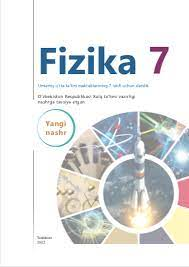 Fizika 7
Umumiy o'rta ta'lim maktablarining 7-sinfi uchun darslik
O'zbekiston Respublikasi Xalq ta'limi vazirligi
nashrga tavsiya etgan
Yangi
nashr
Toshkent
2022